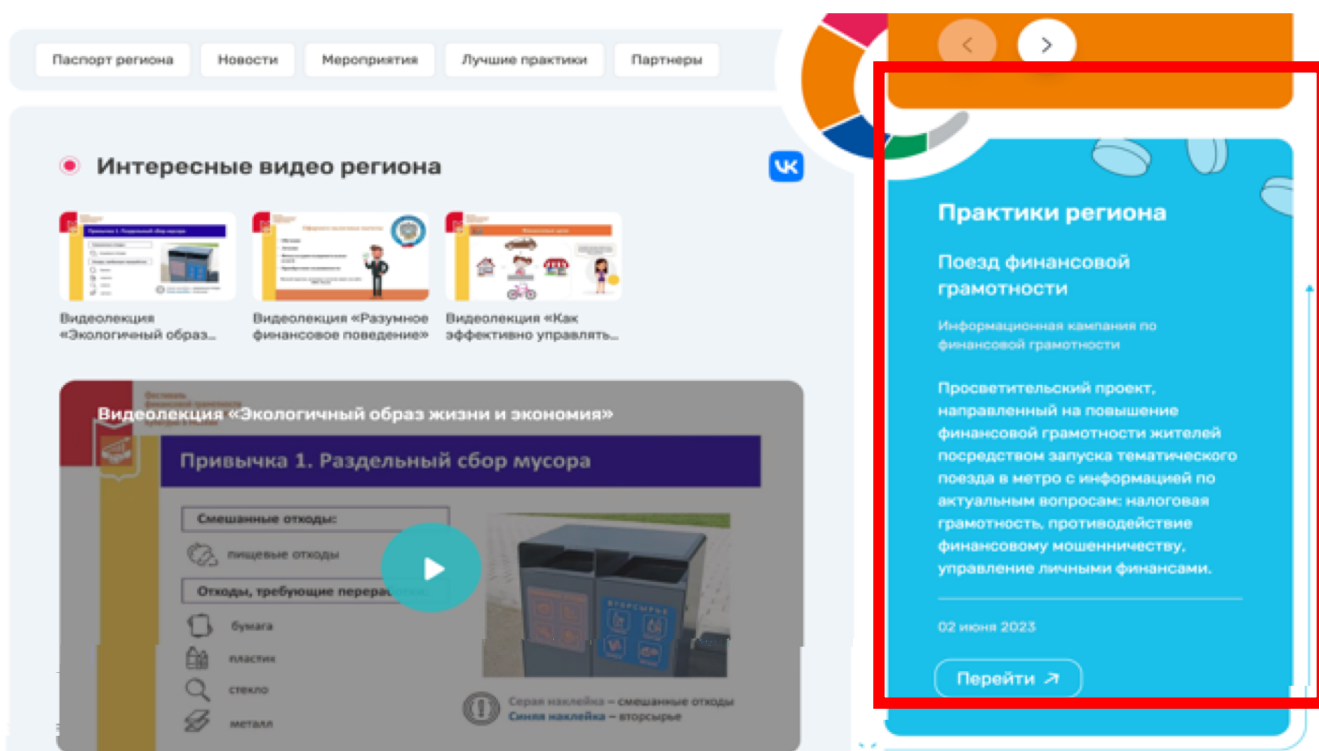 Паспорт региона
Новости
Мероприятия
Лучшие практики
Партнеры
Интересные видео региона
Видеолекция
«Экологичный образ...
Видеолекция «Разумное
финансовое поведение»
Видеолекция «Как
эффективно управлять...
Видеолекция «Экологичный образ жизни и экономия»
Привычка 1. Раздельный сбор мусора
Смешанные отходы:
пищевые отходы
Отходы, требующие
бумага
пластик
стекло
металл
ВТОРСЫРЬЕ
Серая наклейка – смешанные отходы
Синяя наклейка – вторсырье
Практики региона
Поезд финансовой
грамотности
Информационная кампания по
финансовой грамотности
Просветительский проект,
направленный на повышение
финансовой грамотности жителей
посредством запуска тематического
поезда в метро с информацией по
актуальным вопросам: налоговая
грамотность, противодействие
финансовому мошенничеству,
управление личными финансами.
02 июня 2023
Перейти